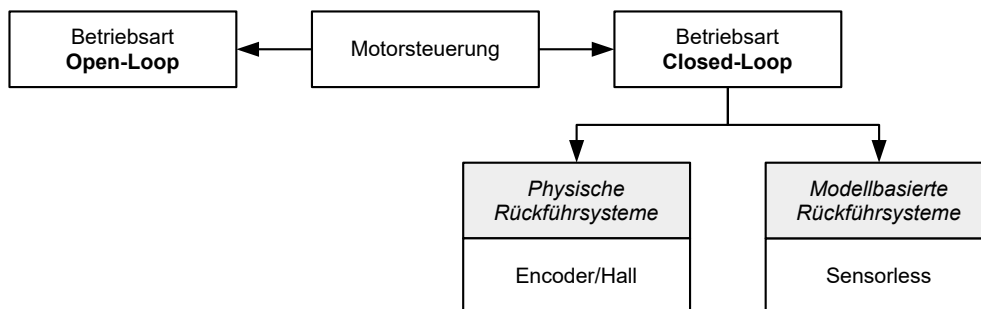 Betriebsart
Open-Loop
Motorsteuerung
Betriebsart
Closed-Loop
Physische
Rückführsysteme
Encoder/Hall
Modellbasierte
Rückführsysteme
Sensorless